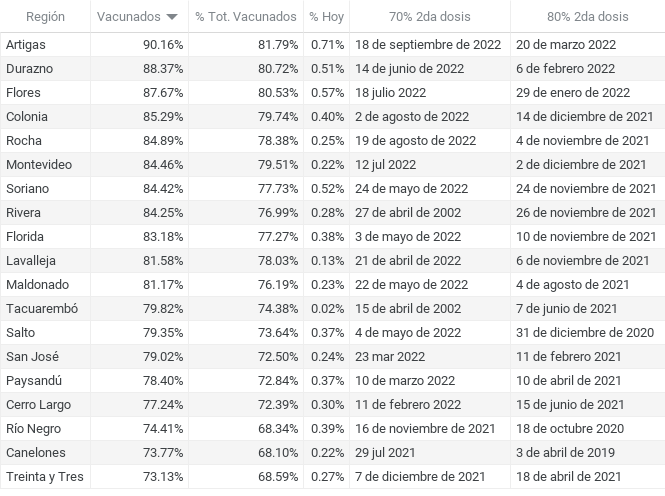 Región Vacunados % Tot. Vacunados % Hoy 70% 2da dosis 80% 2da dosis
Artigas 90.16% 81.79% 0.71% 18 de septiembre de 2022 20 de marzo 2022
Durazno 88.37% 80.72% 0.51% 14 de junio de 2022 6 de febrero 2022
Flores 87.67% 80.53% 0.57% 18 julio 2022 29 de enero de 2022
Colonia 85.29% 79.74% 0.40% 2 de agosto de 2022 14 de diciembre de 2021
Rocha 84.89% 78.38% 0.25% 19 de agosto de 2022 4 de noviembre de 2021
Montevideo 84.46% 79.51% 0.22% 12 jul 2022 2 de diciembre de 2021
Soriano 84.42% 77.73% 0.52% 24 de mayo de 2022 24 de noviembre de 2021
Rivera 84.25% 76.99% 0.28% 27 de abril de 2002 26 de noviembre de 2021
Florida 83.18% 77.27% 0.38% 3 de mayo de 2022 10 de noviembre de 2021
Lavalleja 81.58% 78.03% 0.13% 21 de abril de 2022 6 de noviembre de 2021
Maldonado 81.17% 76.19% 0.23% 22 de mayo de 2022 4 de agosto de 2021
Tacuarembó 79.82% 74.38% 0.02% 15 de abril de 2002 7 de junio de 2021
Salto 79.35% 73.64% 0.37% 4 de mayo de 2022 31 de diciembre de 2020
San José 79.02% 72.50% 0.24% 23 mar 2022 11 de febrero 2021
Paysandú 78.40% 72.84% 0.37% 10 de marzo 2022 10 de abril de 2021
Cerro Largo 77.24% 72.39% 0.30% 11 de febrero 2022 15 de junio de 2021
Río Negro 74.41% 68.34% 0.39% 16 de noviembre de 2021 18 de octubre 2020
Canelones 73.77% 68.10% 0.22% 29 jul 2021 3 de abril de 2019
Treinta y Tres 73.13% 68.59% 0.27% 7 de diciembre de 2021 18 de abril de 2021